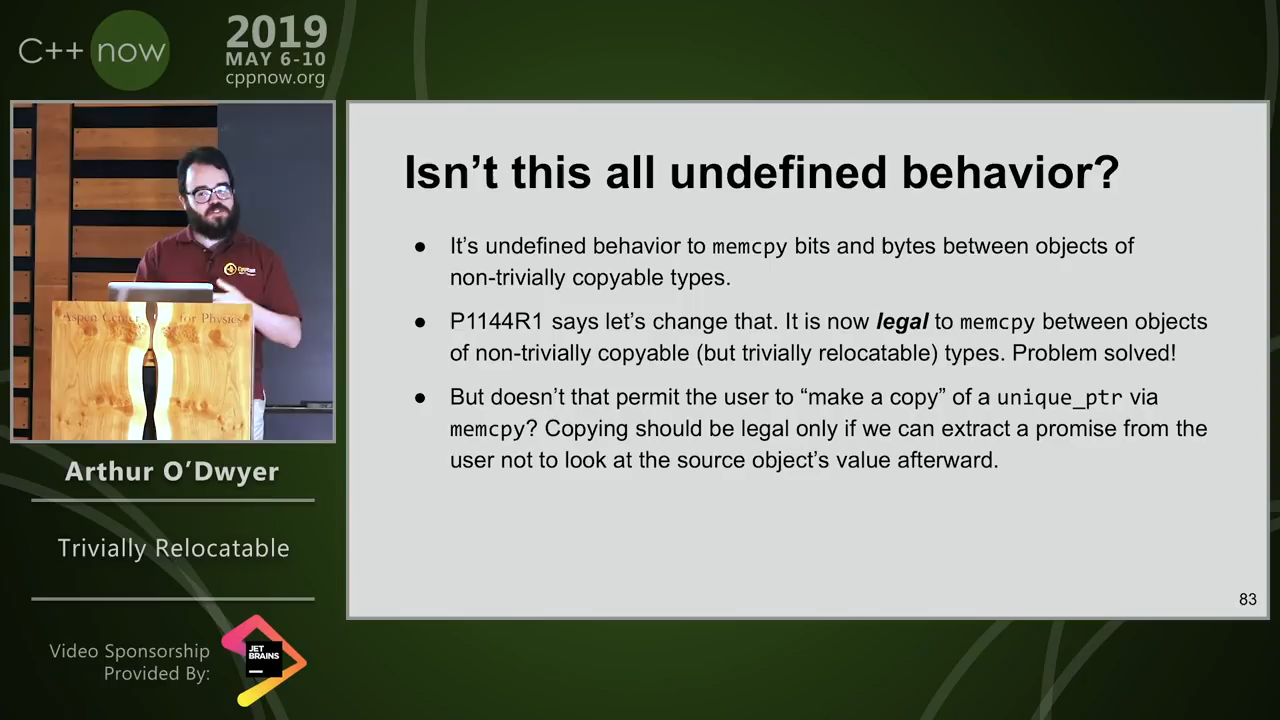 C++ now
2019
MAY 6-10
cppnow.org
Aspen Center for Physics
Arthur O’Dwyer
Trivially Relocatable
Video Sponsorship
Provided By:
JET
BRAINS
Isn’t this all undefined behavior?
● It’s undefined behavior to memcpy bits and bytes between objects of
non-trivially copyable types.
● P1144R1 says let’s change that. It is now legal to memcpy between objects
of non-trivially copyable (but trivially relocatable) types. Problem solved!
● But doesn’t that permit the user to “make a copy” of a unique_ptr via
memcpy? Copying should be legal only if we can extract a promise from the
user not to look at the source object’s value afterward.
83